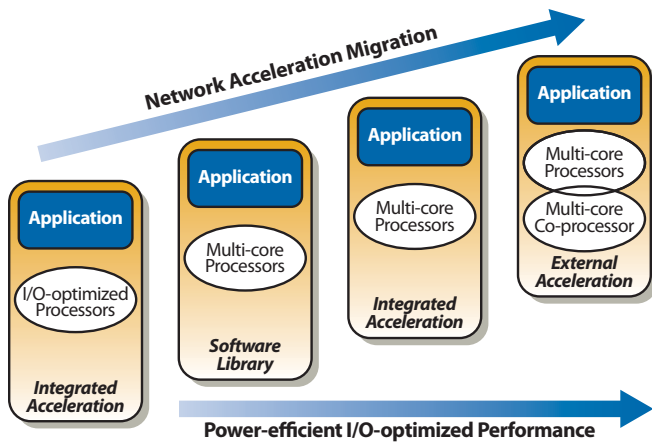 Network Acceleration Migration
Application
I/O-optimized
Processors
Integrated
Acceleration
Application
Multi-core
Processors
Software
Library
Application
Multi-core
Processors
Integrated
Acceleration
Application
Multi-core
Processors
Multi-core
Co-processor
External
Acceleration
Power-efficient I/O-optimized Performance